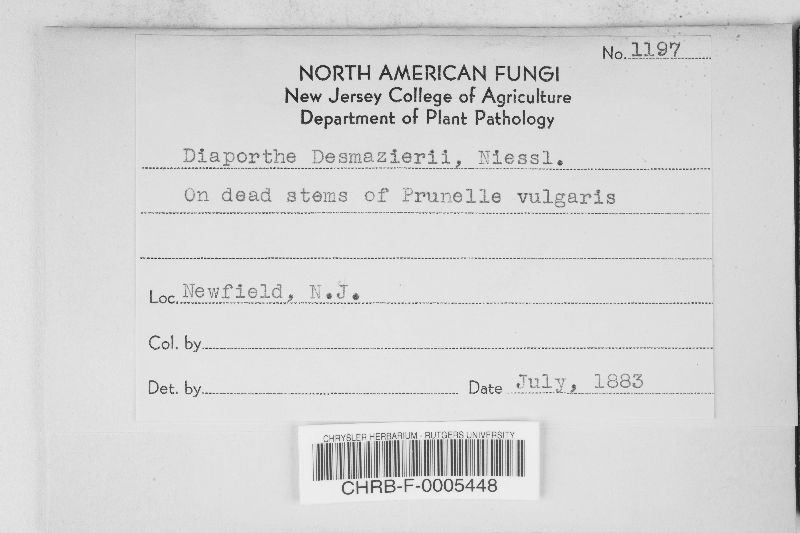 No. 1197
NORTH AMERICAN FUNGI
New Jersey College of Agriculture
Department of Plant Pathology
Diaporthe Desmazierii, Niessl.
On dead stems of Prunelle vulgaris
Loc. Newfield, N.J.
Col. by
Det. by Date July, 1883
CHRYSLER HERBARIUM - RUTGERS UNIVERSITY
CHRB-F-0005448